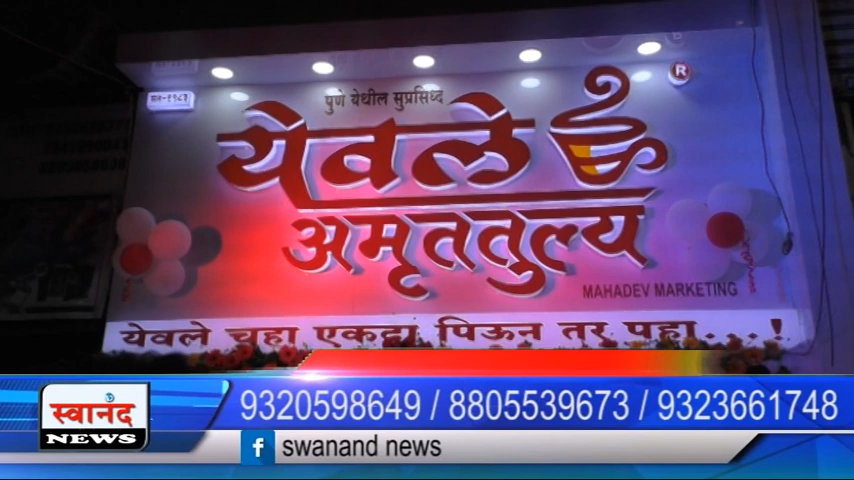 पुणे येथील सुप्रसिध्द
®
येवले
अमृततुल्य
MAHADEV MARKETING
येवले चहा एकदा पिऊन तर पहा....!
स्वानंद
NEWS
9320598649 / 8805539673 / 9323661748
f swanand news